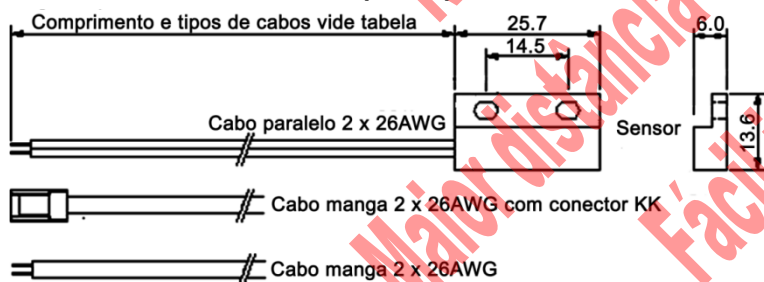 Comprimento e tipos de cabos vide tabela
25.7
6.0
14.5
Cabo paralelo 2 x 26AWG
Sensor
13.6
Cabo manga 2 x 26AWG com conector KK
Cabo manga 2 x 26AWG
Maior distância
Fácil